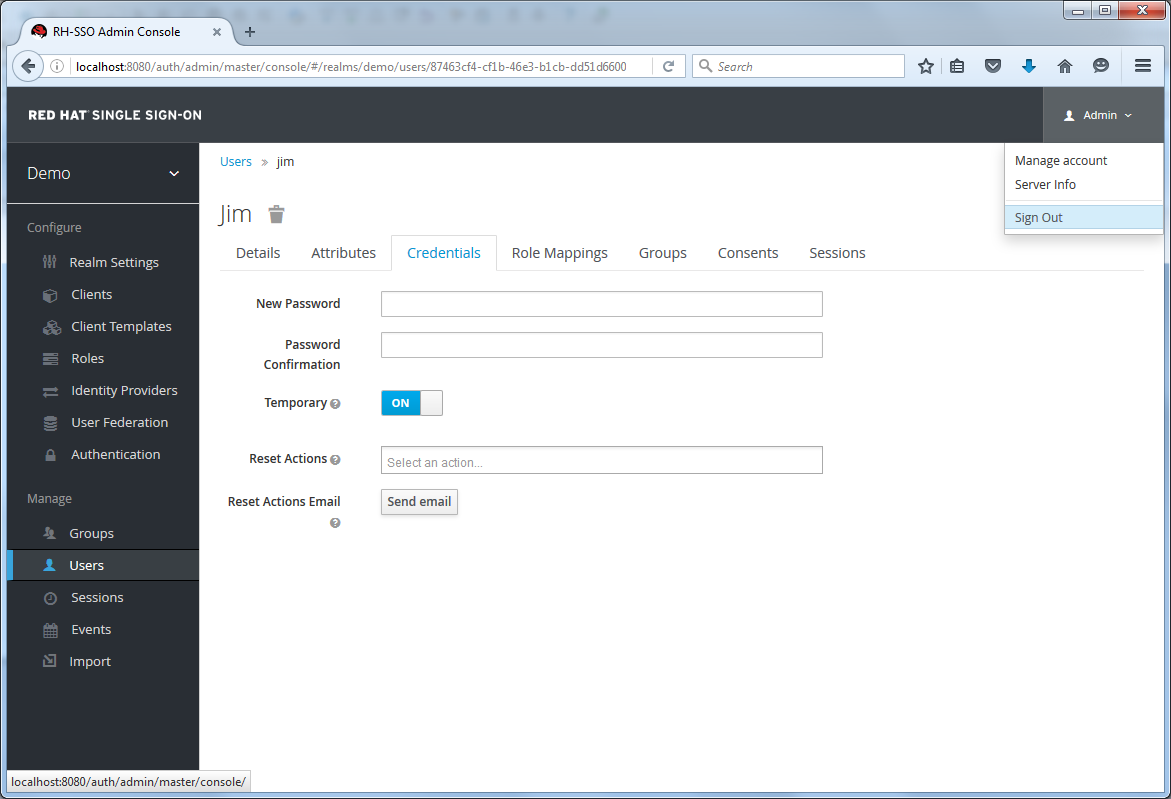 RH-SSO Admin Console
localhost:8080/auth/admin/master/console/#/realms/demo/users/87463cf4-cf1b-46e3-b1cb-dd51d6600
Search
RED HAT® SINGLE SIGN-ON
Admin
Manage account
Server Info
Sign Out
Demo
Configure
Realm Settings
Clients
Client Templates
Roles
Identity Providers
User Federation
Authentication
Manage
Groups
Users
Sessions
Events
Import
Users » jim
Jim
Details Attributes Credentials Role Mappings Groups Consents Sessions
New Password
Password
Confirmation
Temporary ON
Reset Actions Select an action...
Reset Actions Email Send email
localhost:8080/auth/admin/master/console/